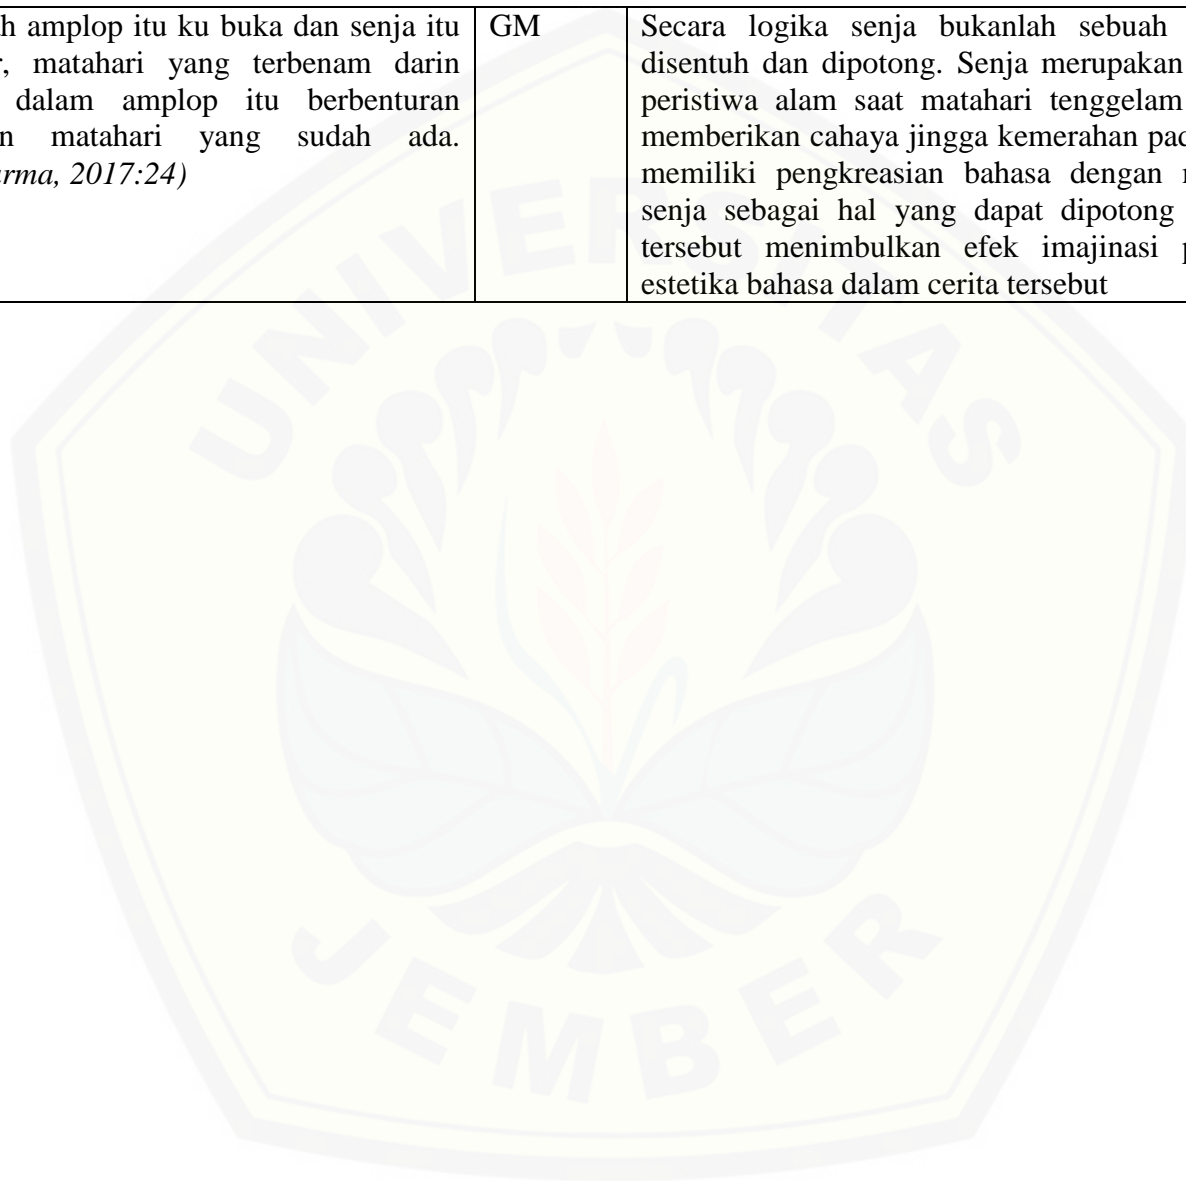 h amplop itu ku buka dan senja itu
, matahari yang terbenam darin
dalam amplop itu berbenturan
n matahari yang sudah ada.
rma, 2017:24)
GM
Secara logika senja bukanlah sebuah
disentuh dan dipotong. Senja merupakan
peristiwa alam saat matahari tenggelam
memberikan cahaya jingga kemerahan pad
memiliki pengkreasian bahasa dengan
senja sebagai hal yang dapat dipotong
tersebut menimbulkan efek imajinasi p
estetika bahasa dalam cerita tersebut
UNIVERSITAS
JEMBER